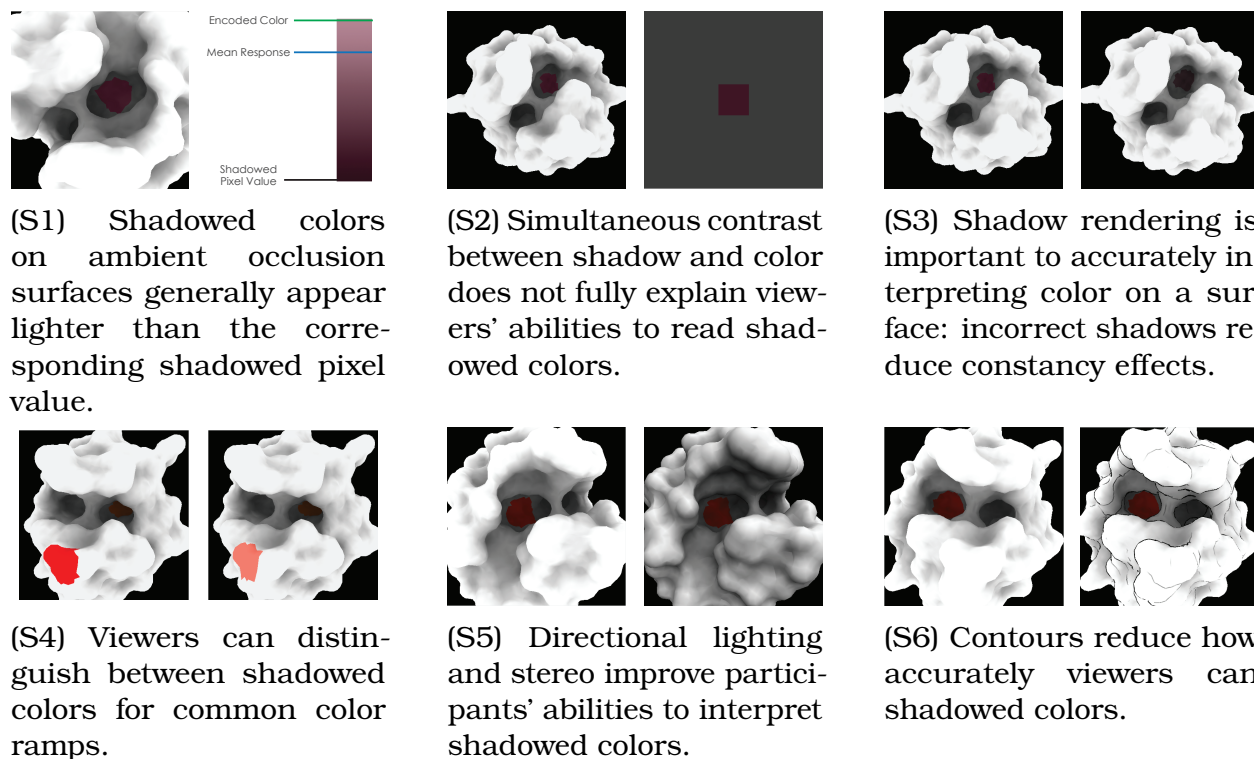 Encoded Color
Mean Response
Shadowed
Pixel Value
(S1) Shadowed colors
on ambient occlusion
surfaces generally appear
lighter than the corre-
sponding shadowed pixel
value.
(S2) Simultaneous contrast
between shadow and color
does not fully explain view-
ers’ abilities to read shad-
owed colors.
(S3) Shadow rendering is
important to accurately in
terpreting color on a sur
face: incorrect shadows re
duce constancy effects.
(S4) Viewers can distin-
guish between shadowed
colors for common color
ramps.
(S5) Directional lighting
and stereo improve partici-
pants’ abilities to interpret
shadowed colors.
(S6) Contours reduce how
accurately viewers can
shadowed colors.